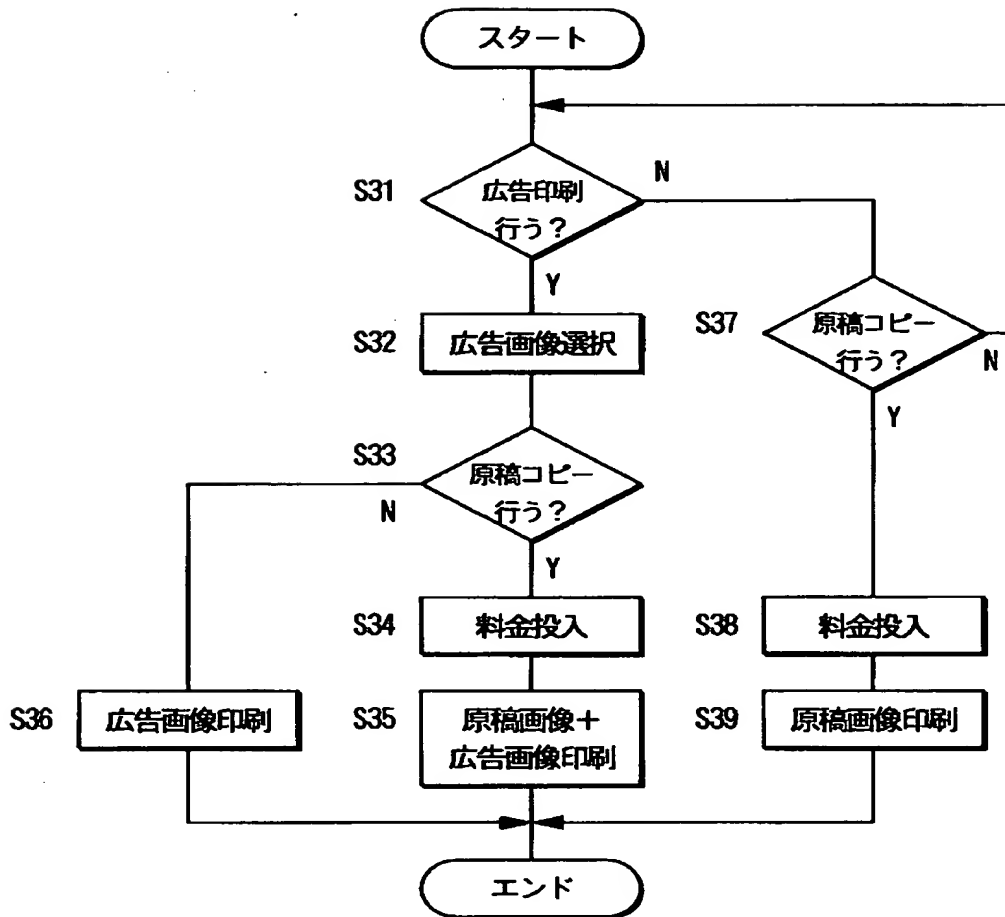 スタート
S31
広告印刷
行う?
N
Y
S32
広告画像選択
S37
原稿コピー
行う?
N
Y
S33
原稿コピー
行う?
N
Y
S34
料金投入
S38
料金投入
S36
広告画像印刷
S35
原稿画像+
広告画像印刷
S39
原稿画像印刷
エンド